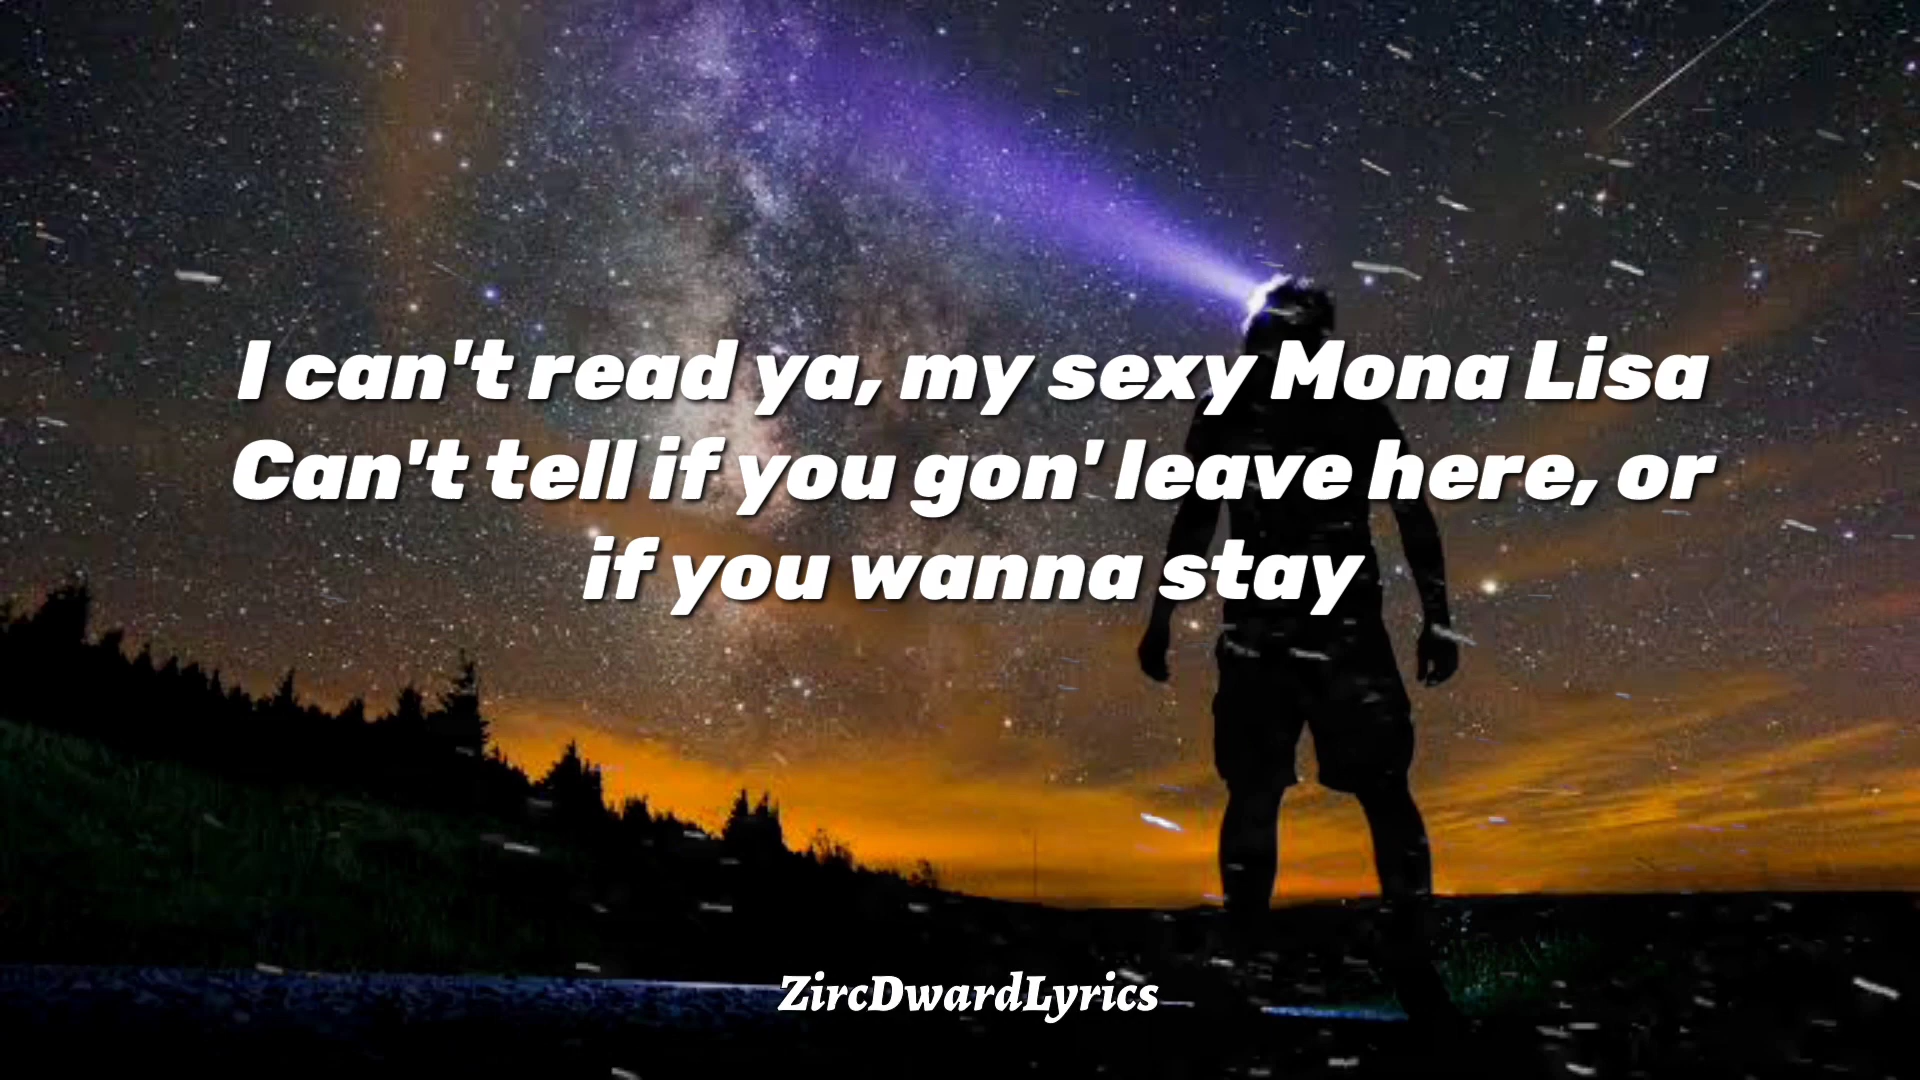 I can't read ya, my sexy Mona Lisa
Can't tell if you gon' leave here, or
if you wanna stay
ZircDwardLyrics